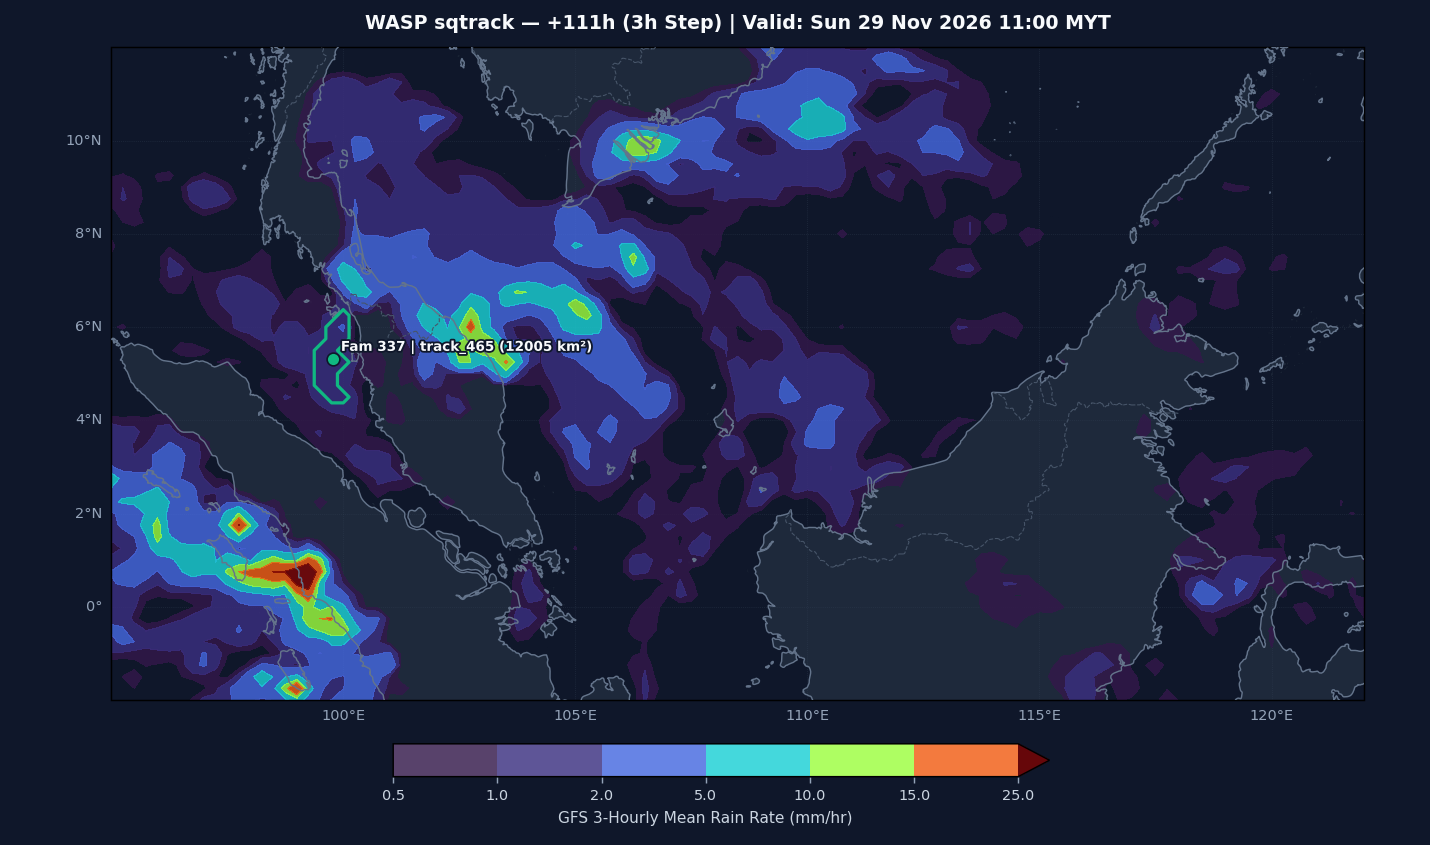 WASP sqtrack — +111h (3h Step) | Valid: Sun 29 Nov 2026 11:00 MYT
10°N
8°N
6°N
4°N
2°N
0°
Fam 337 | track_465 (12005 km²)
100°E 105°E 110°E 115°E 120°E
0.5 1.0 2.0 5.0 10.0 15.0 25.0
GFS 3-Hourly Mean Rain Rate (mm/hr)